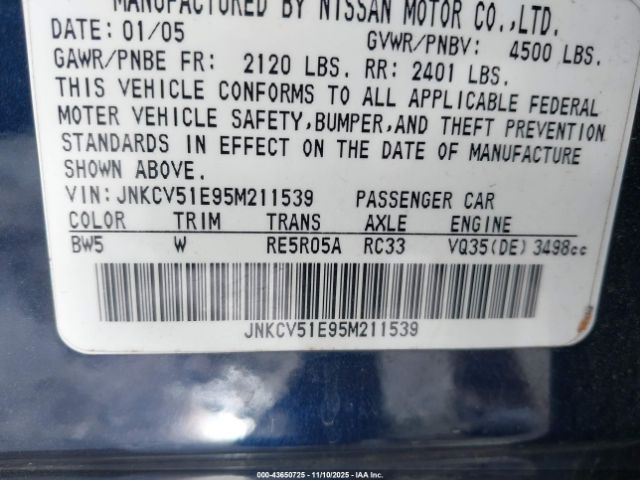 MANUFACTURED BY NISSAN MOTOR CO.,LTD.
DATE: 01/05 GVWR/PNBV: 4500 LBS.
GAWR/PNBE FR: 2120 LBS. RR: 2401 LBS.
THIS VEHICLE CONFORMS TO ALL APPLICABLE FEDERAL
MOTER VEHICLE SAFETY,BUMPER,AND THEFT PREVENTION
STANDARDS IN EFFECT ON THE DATE OF MANUFACTURE
SHOWN ABOVE.
VIN:JNKCV51E95M211539 PASSENGER CAR
COLOR TRIM TRANS AXLE ENGINE
BW5 W RE5R05A RC33 VQ35(DE)3498cc
JNKCV51E95M211539
000-43650725 - 11/10/2025 - IAA Inc.